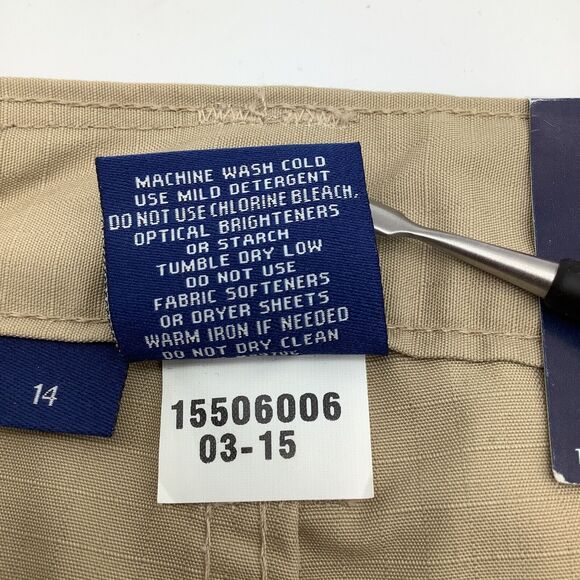 MACHINE WASH COLD
USE MILD DETERGENT
DO NOT USE CHLORINE BLEACH,
OPTICAL BRIGHTENERS
OR STARCH
TUMBLE DRY LOW
DO NOT USE
FABRIC SOFTENERS
OR DRYER SHEETS
WARM IRON IF NEEDED
DO NOT DRY CLEAN
14
15506006
03-15